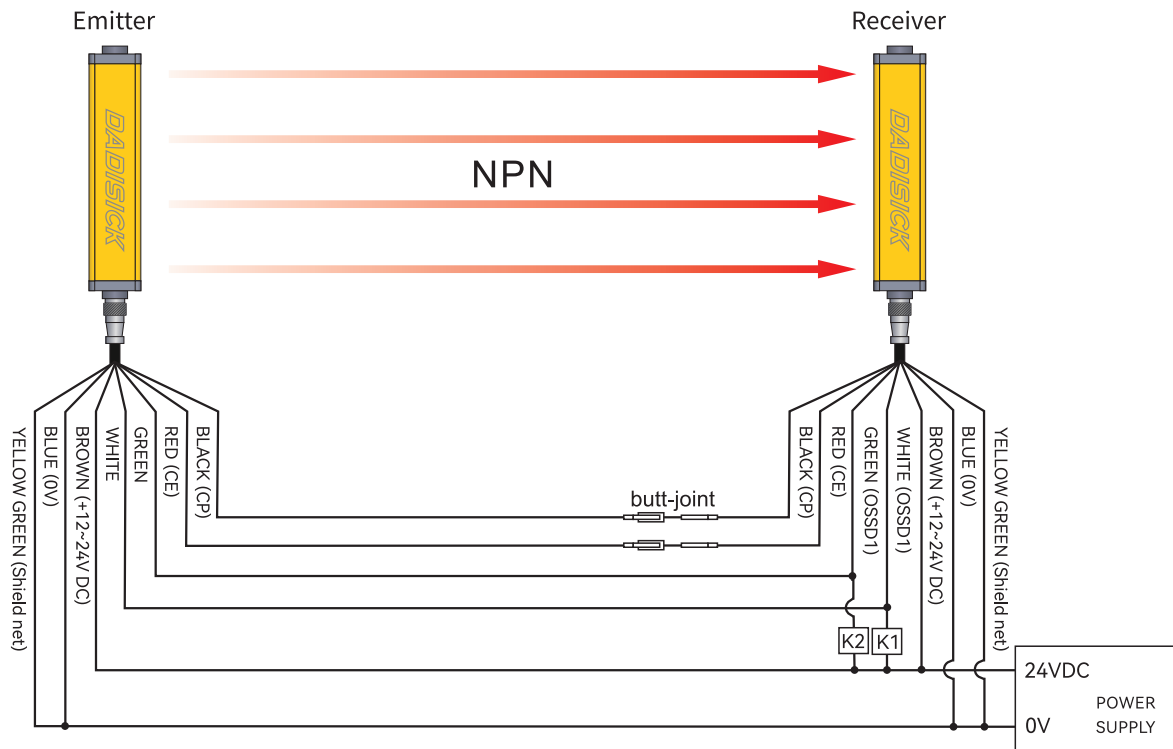 Emitter
Receiver
DADISICK
NPN
DADISICK
YELLOW GREEN (Shield net)
BLUE (0V)
BROWN (+12~24V DC)
WHITE
GREEN
RED (CE)
BLACK (CP)
butt-joint
BLACK (CP)
RED (CE)
GREEN (OSSD1)
WHITE (OSSD1)
BROWN (+12~24V DC)
BLUE (0V)
YELLOW GREEN (Shield net)
K2
K1
24VDC
POWER
SUPPLY
0V